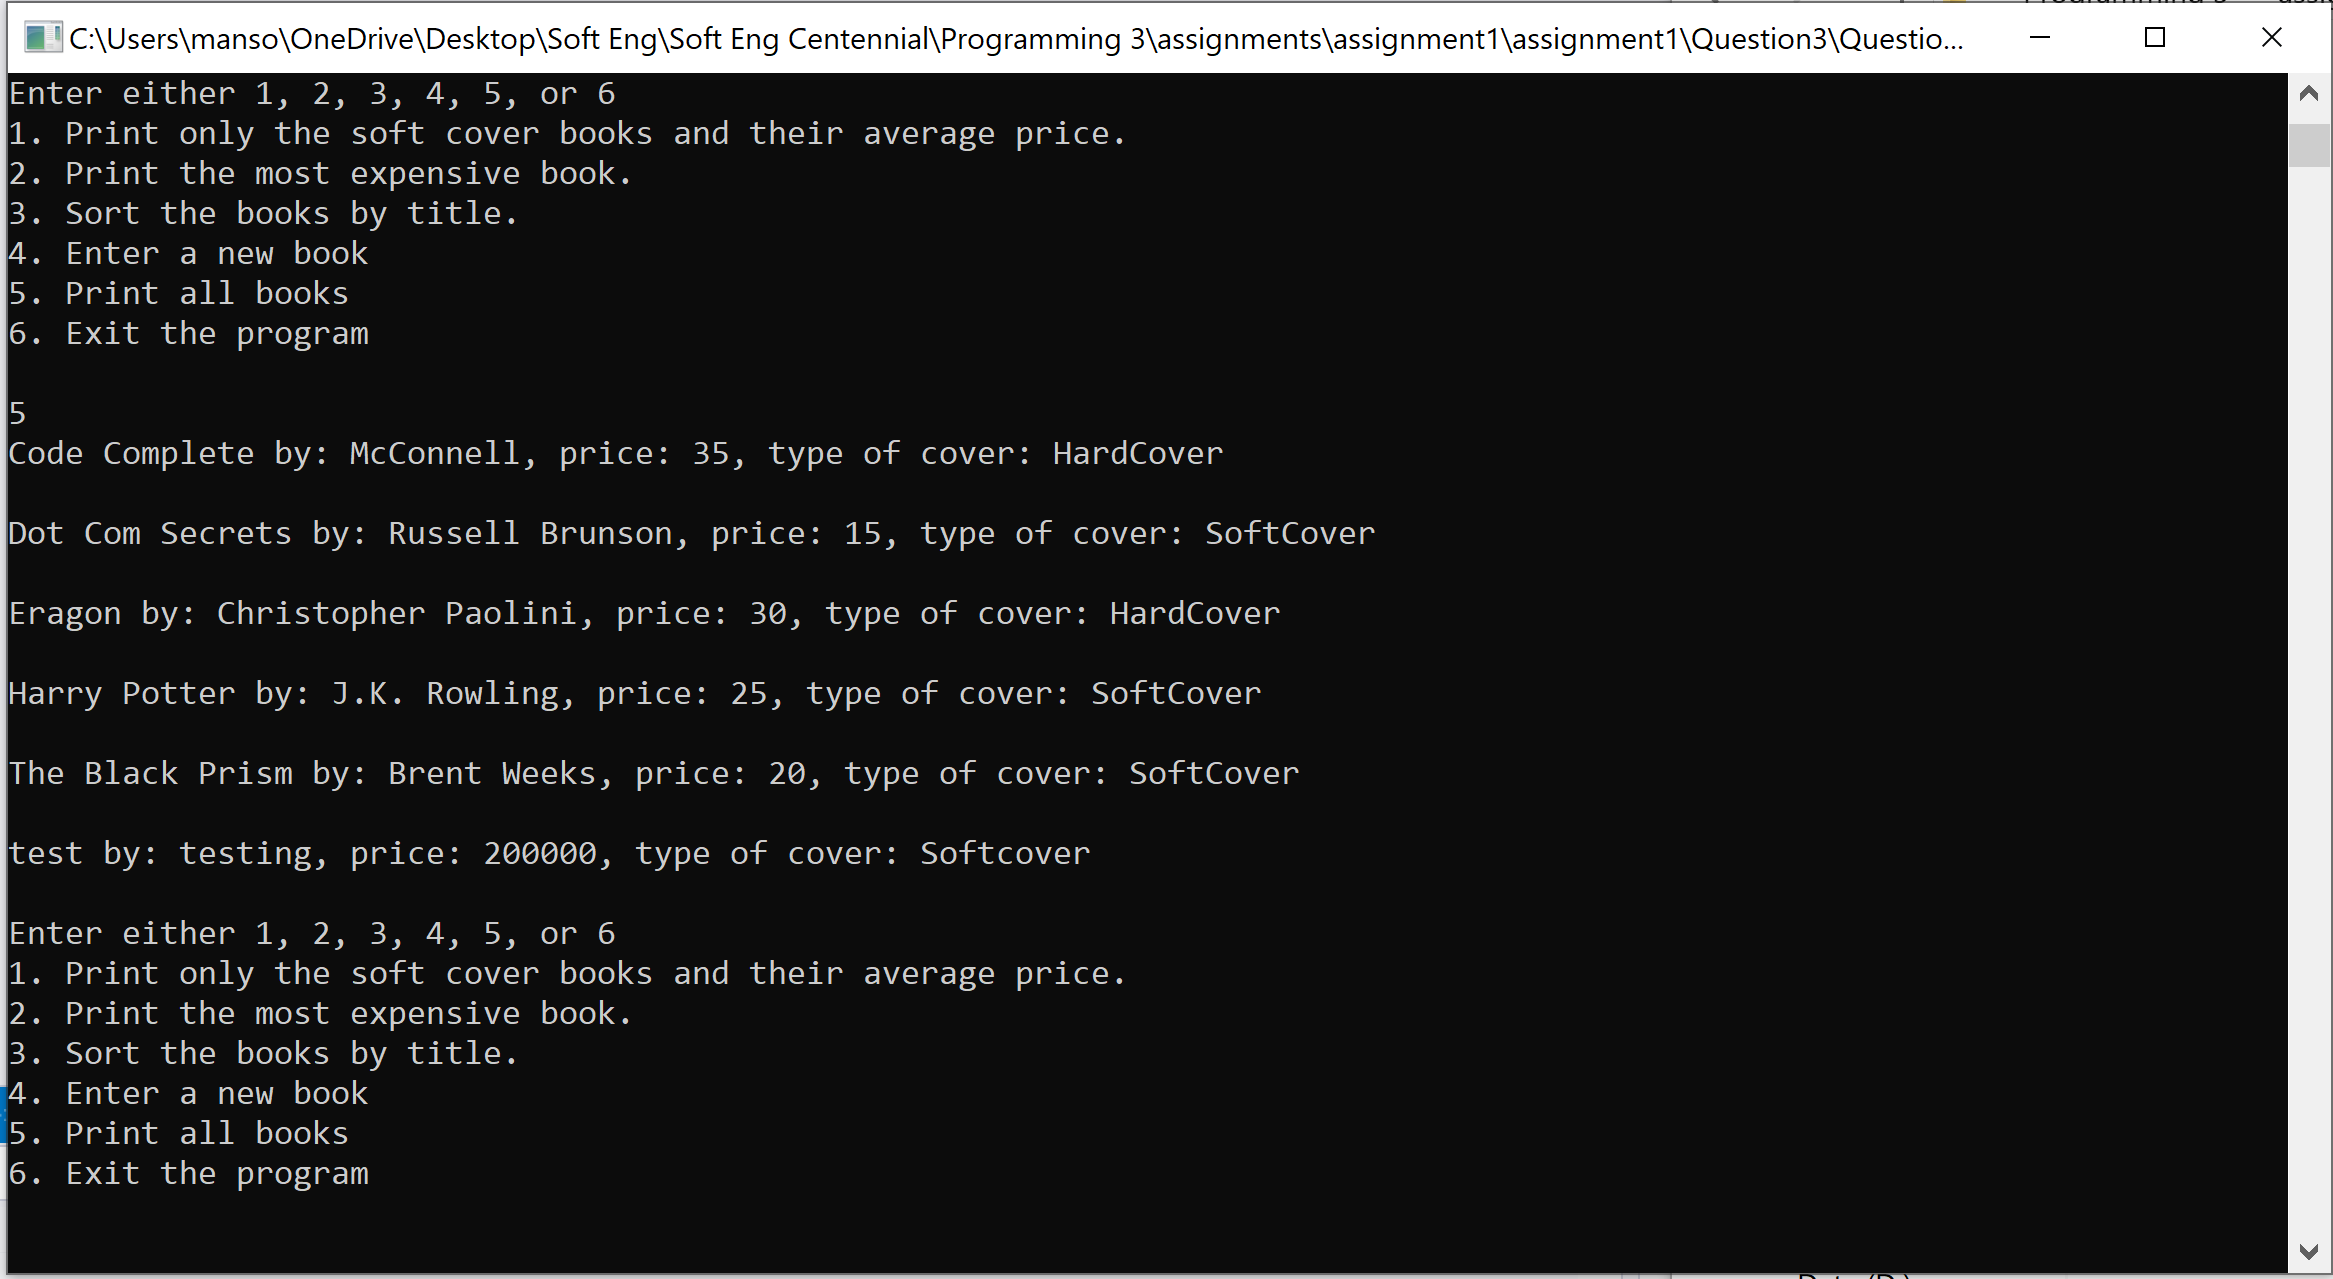 C:\Users\manso\OneDrive\Desktop\Soft Eng\Soft Eng Centennial\Programming 3\assignments\assignment1\assignment1\Question3\Questio...
Enter either 1, 2, 3, 4, 5, or 6
1. Print only the soft cover books and their average price.
2. Print the most expensive book.
3. Sort the books by title.
4. Enter a new book
5. Print all books
6. Exit the program
5
Code Complete by: McConnell, price: 35, type of cover: HardCover
Dot Com Secrets by: Russell Brunson, price: 15, type of cover: SoftCover
Eragon by: Christopher Paolini, price: 30, type of cover: HardCover
Harry Potter by: J.K. Rowling, price: 25, type of cover: SoftCover
The Black Prism by: Brent Weeks, price: 20, type of cover: SoftCover
test by: testing, price: 200000, type of cover: Softcover
Enter either 1, 2, 3, 4, 5, or 6
1. Print only the soft cover books and their average price.
2. Print the most expensive book.
3. Sort the books by title.
4. Enter a new book
5. Print all books
6. Exit the program